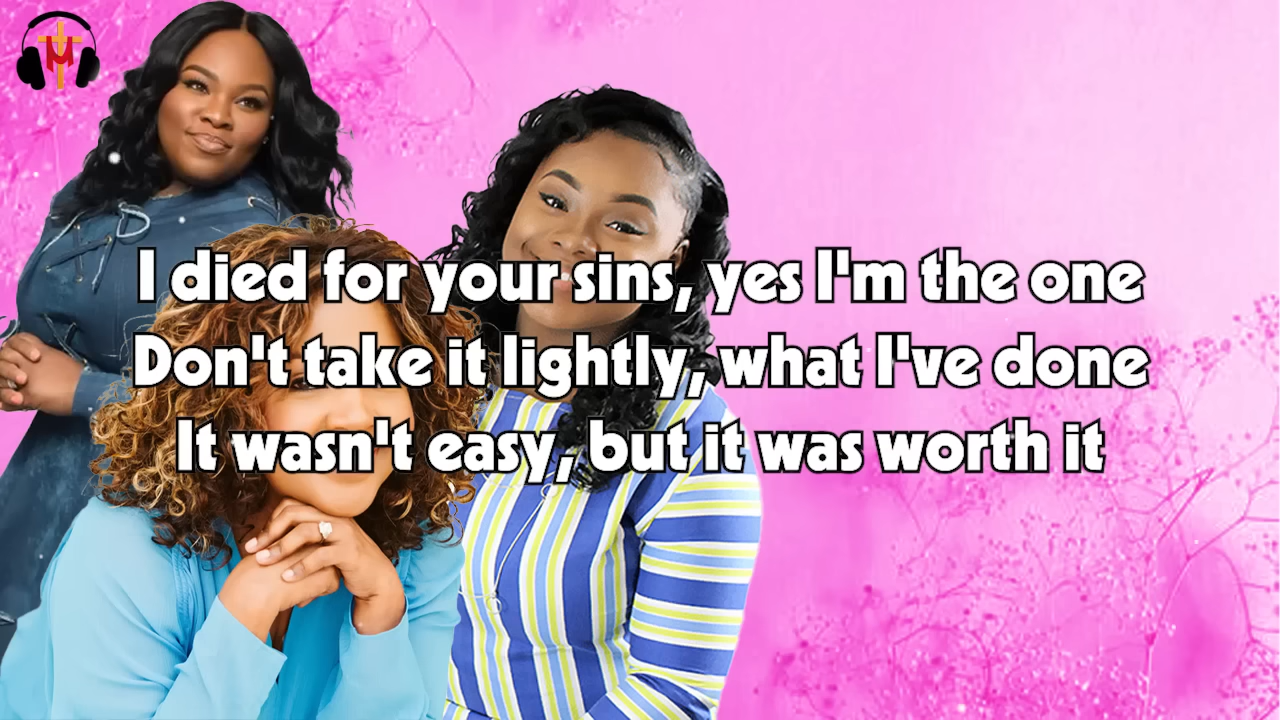 I died for your sins, yes I'm the one
Don't take it lightly, what I've done
It wasn't easy, but it was worth it